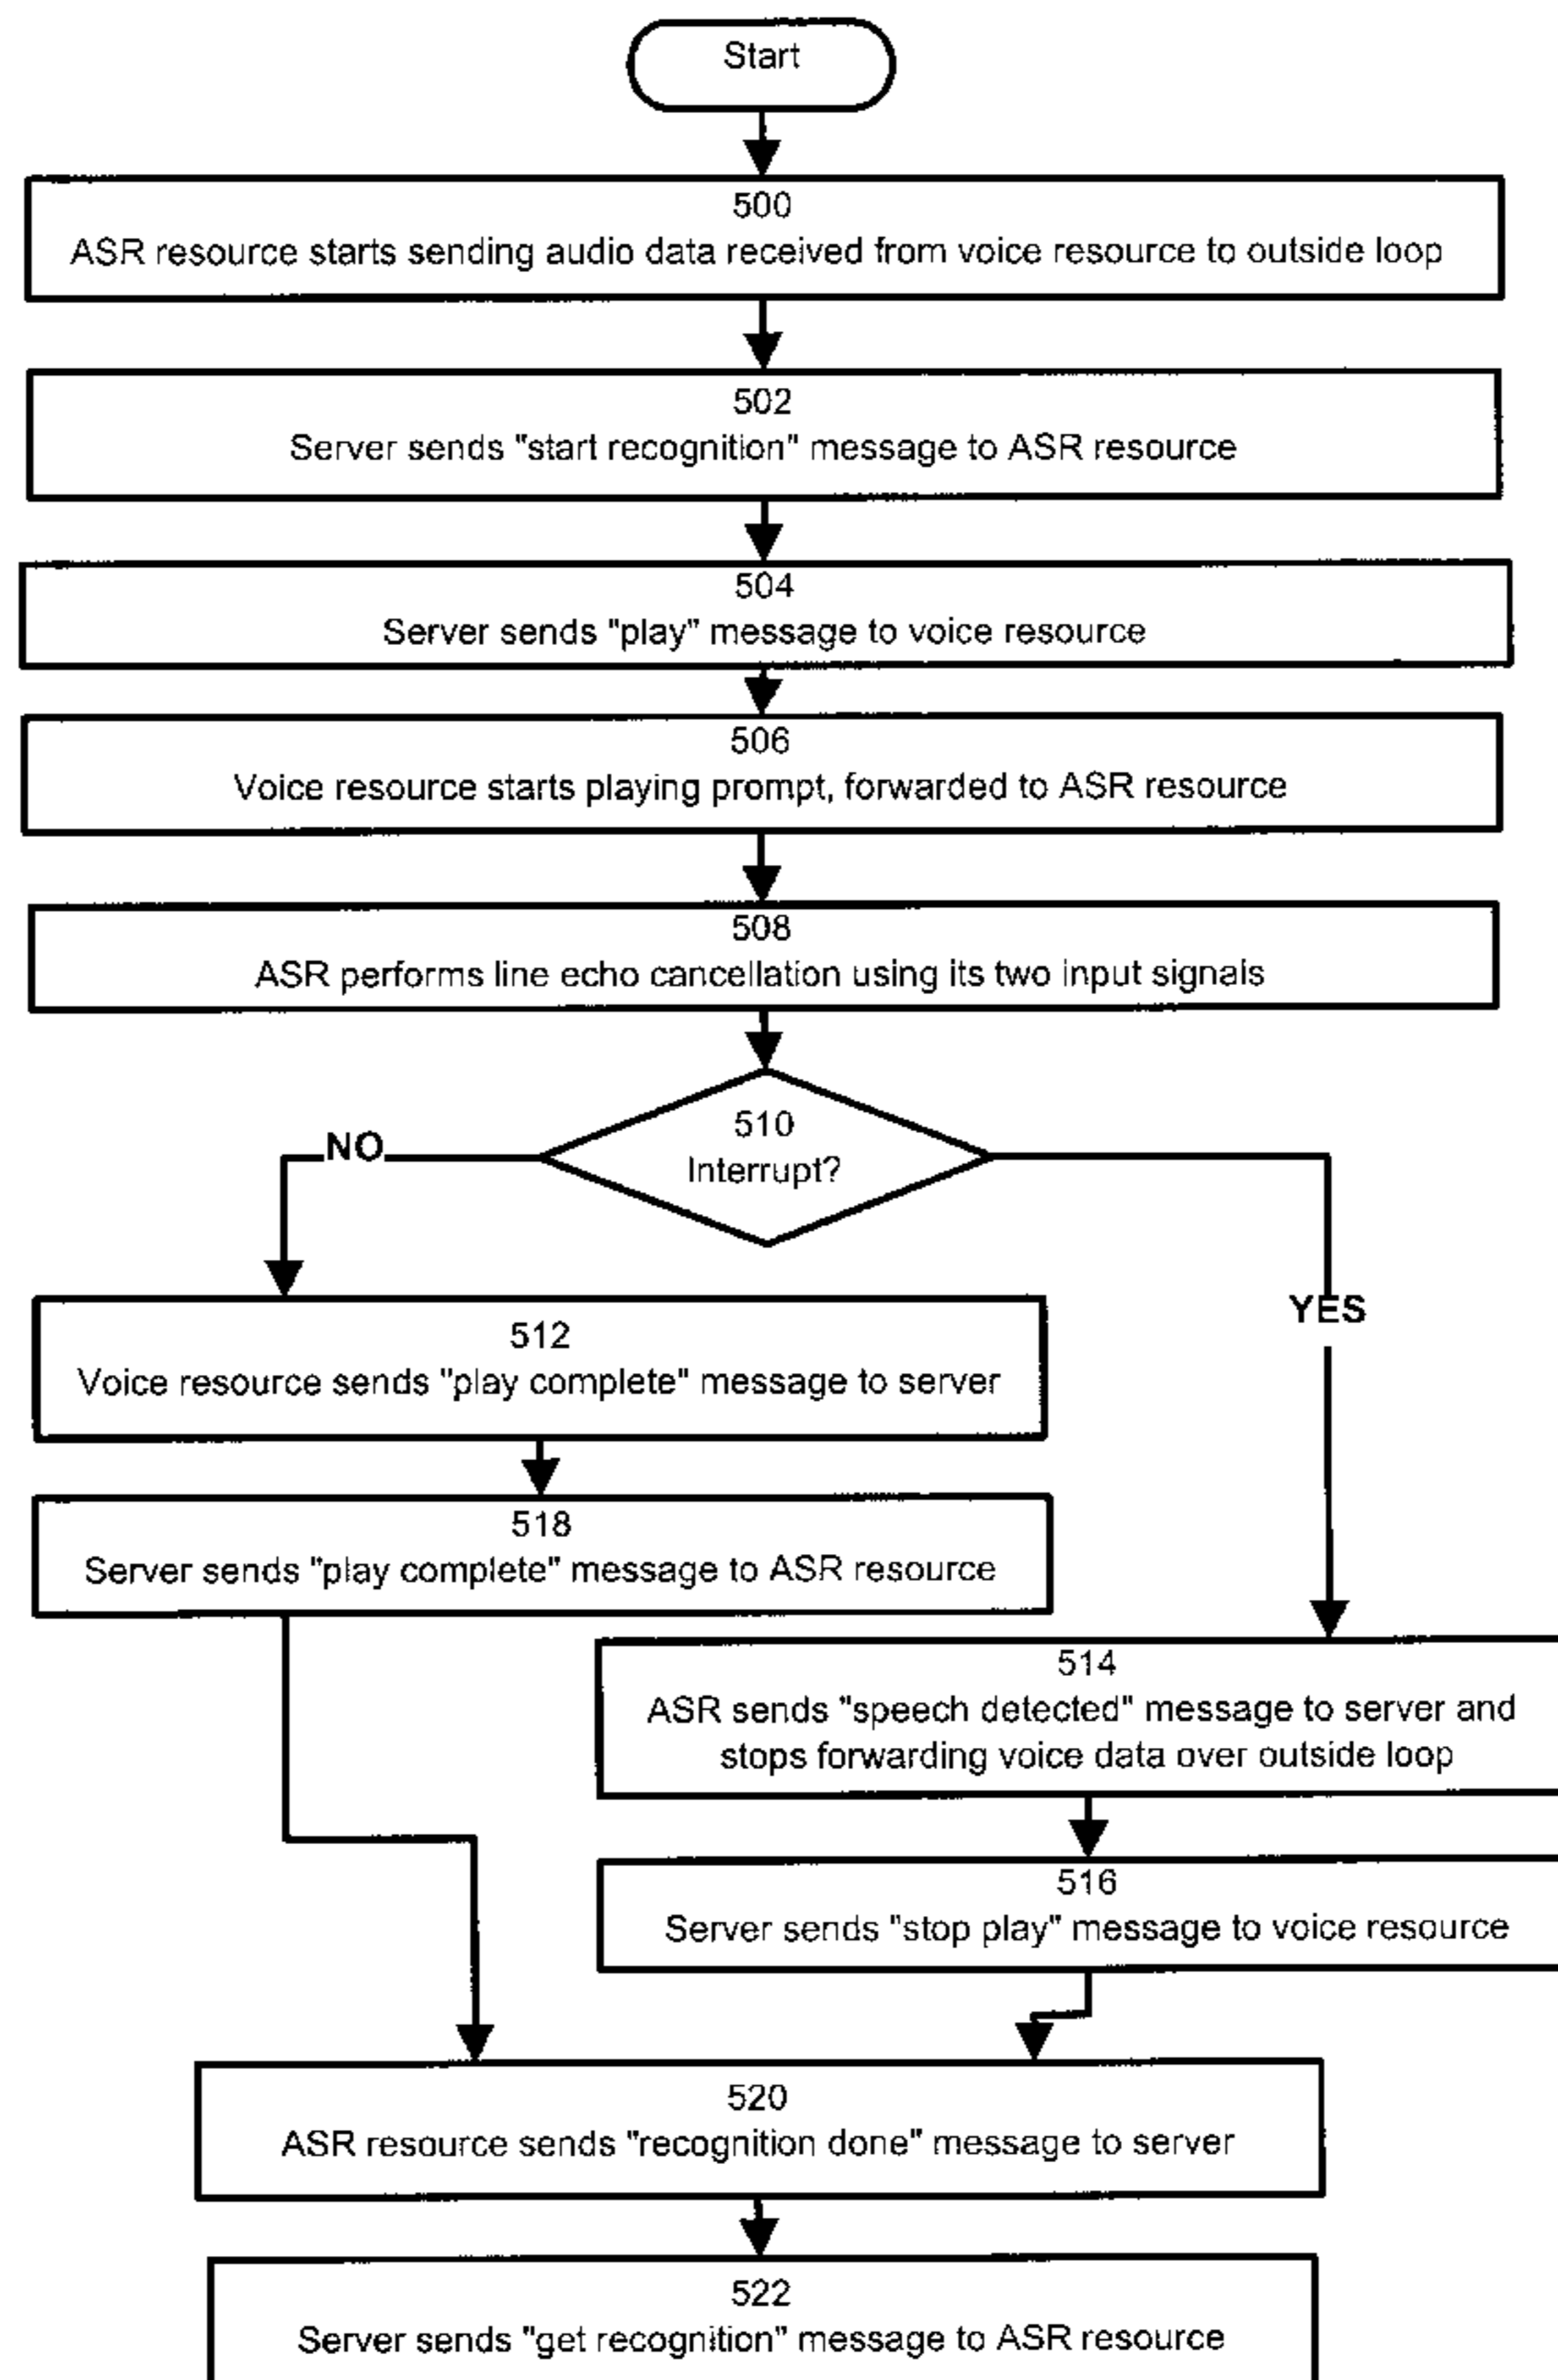 Start
500
ASR resource starts sending audio data received from voice resource to outside loop
502
Server sends "start recognition" message to ASR resource
504
Server sends "play" message to voice resource
506
Voice resource starts playing prompt, forwarded to ASR resource
508
ASR performs line echo cancellation using its two input signals
510
Interrupt?
NO
YES
512
Voice resource sends "play complete" message to server
518
Server sends "play complete" message to ASR resource
514
ASR sends "speech detected" message to server and
stops forwarding voice data over outside loop
516
Server sends "stop play" message to voice resource
520
ASR resource sends "recognition done" message to server
522
Server sends "get recognition" message to ASR resource